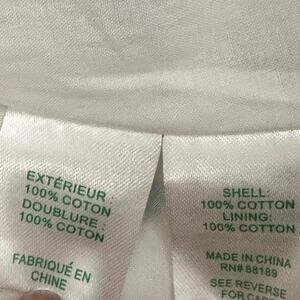 EXTÉRIEUR :
100% COTON
DOUBLURE :
100% COTON
FABRIQUÉ EN
CHINE
SHELL:
100% COTTON
LINING:
100% COTTON
MADE IN CHINA
RN# 88189
SEE REVERSE
FOR CARE